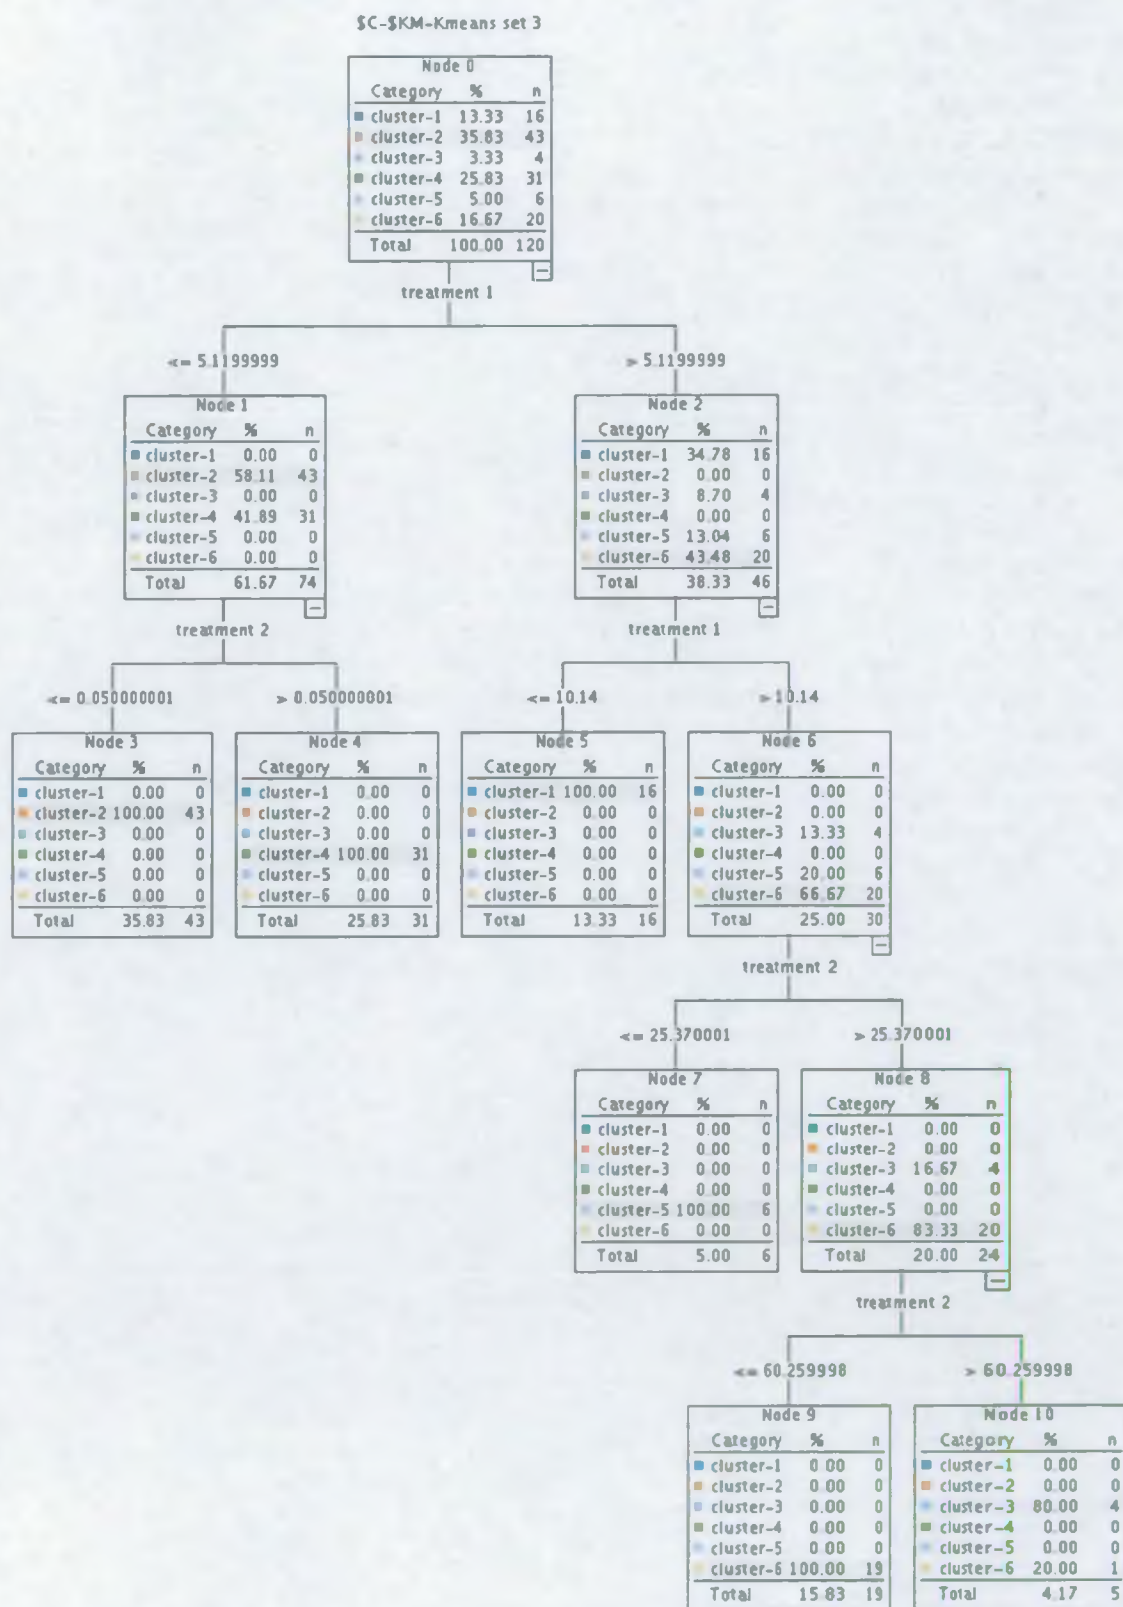 $C-$KM-Kmeans set 3
Node 0
Category % n
cluster-1 13.33 16
cluster-2 35.83 43
cluster-3 3.33 4
cluster-4 25.83 31
cluster-5 5.00 6
cluster-6 16.67 20
Total 100.00 120
treatment 1
<= 5.1199999
> 5.1199999
Node 1
Category % n
cluster-1 0.00 0
cluster-2 58.11 43
cluster-3 0.00 0
cluster-4 41.89 31
cluster-5 0.00 0
cluster-6 0.00 0
Total 61.67 74
treatment 2
Node 2
Category % n
cluster-1 34.78 16
cluster-2 0.00 0
cluster-3 8.70 4
cluster-4 0.00 0
cluster-5 13.04 6
cluster-6 43.48 20
Total 38.33 46
treatment 1
<= 0.050000001
> 0.050000001
<= 10.14
> 10.14
Node 3
Category % n
cluster-1 0.00 0
cluster-2 100.00 43
cluster-3 0.00 0
cluster-4 0.00 0
cluster-5 0.00 0
cluster-6 0.00 0
Total 35.83 43
Node 4
Category % n
cluster-1 0.00 0
cluster-2 0.00 0
cluster-3 0.00 0
cluster-4 100.00 31
cluster-5 0.00 0
cluster-6 0.00 0
Total 25.83 31
Node 5
Category % n
cluster-1 100.00 16
cluster-2 0.00 0
cluster-3 0.00 0
cluster-4 0.00 0
cluster-5 0.00 0
cluster-6 0.00 0
Total 13.33 16
Node 6
Category % n
cluster-1 0.00 0
cluster-2 0.00 0
cluster-3 13.33 4
cluster-4 0.00 0
cluster-5 20.00 6
cluster-6 66.67 20
Total 25.00 30
treatment 2
<= 25.370001
> 25.370001
Node 7
Category % n
cluster-1 0.00 0
cluster-2 0.00 0
cluster-3 0.00 0
cluster-4 0.00 0
cluster-5 100.00 6
cluster-6 0.00 0
Total 5.00 6
Node 8
Category % n
cluster-1 0.00 0
cluster-2 0.00 0
cluster-3 16.67 4
cluster-4 0.00 0
cluster-5 0.00 0
cluster-6 83.33 20
Total 20.00 24
treatment 2
<= 60.259998
> 60.259998
Node 9
Category % n
cluster-1 0.00 0
cluster-2 0.00 0
cluster-3 0.00 0
cluster-4 0.00 0
cluster-5 0.00 0
cluster-6 100.00 19
Total 15.83 19
Node 10
Category % n
cluster-1 0.00 0
cluster-2 0.00 0
cluster-3 80.00 4
cluster-4 0.00 0
cluster-5 0.00 0
cluster-6 20.00 1
Total 4.17 5